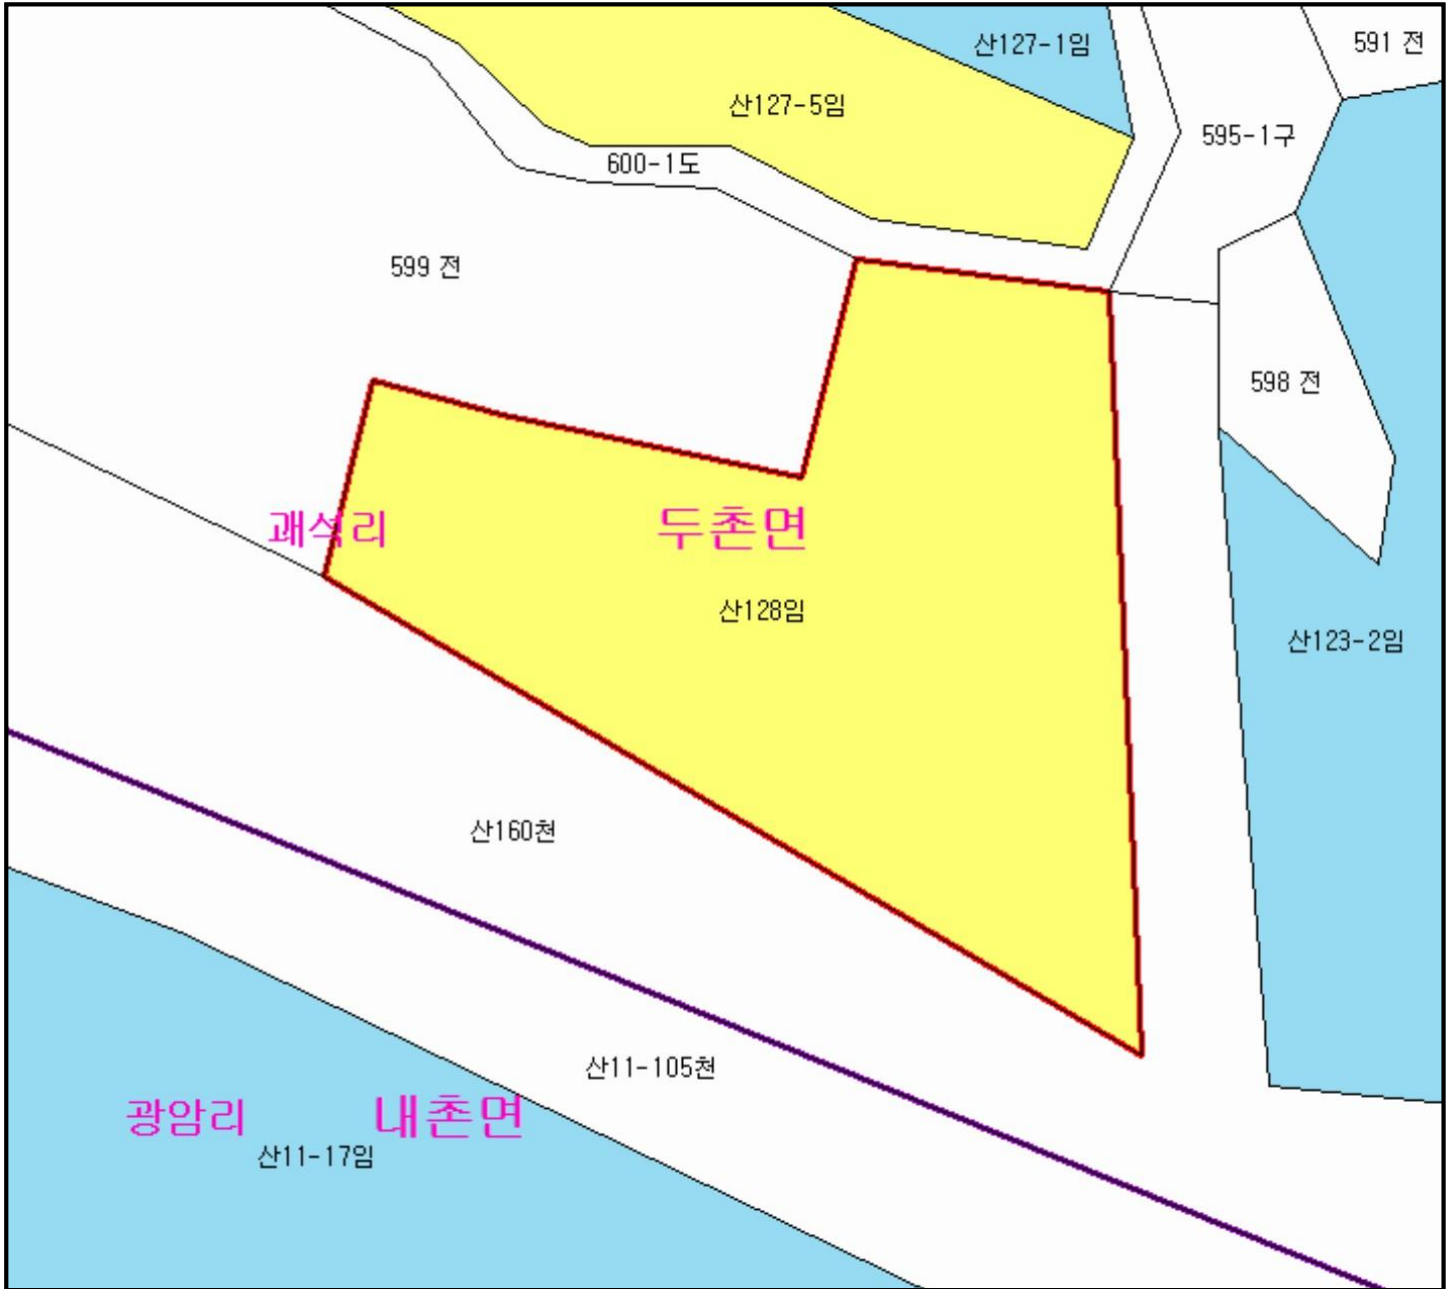 591 전
산127-1임
산127-5임
595-1구
600-1도
599 전
598 전
괘석리
두촌면
산128임
산123-2임
산160천
산11-105천
광암리
내촌면
산11-17임